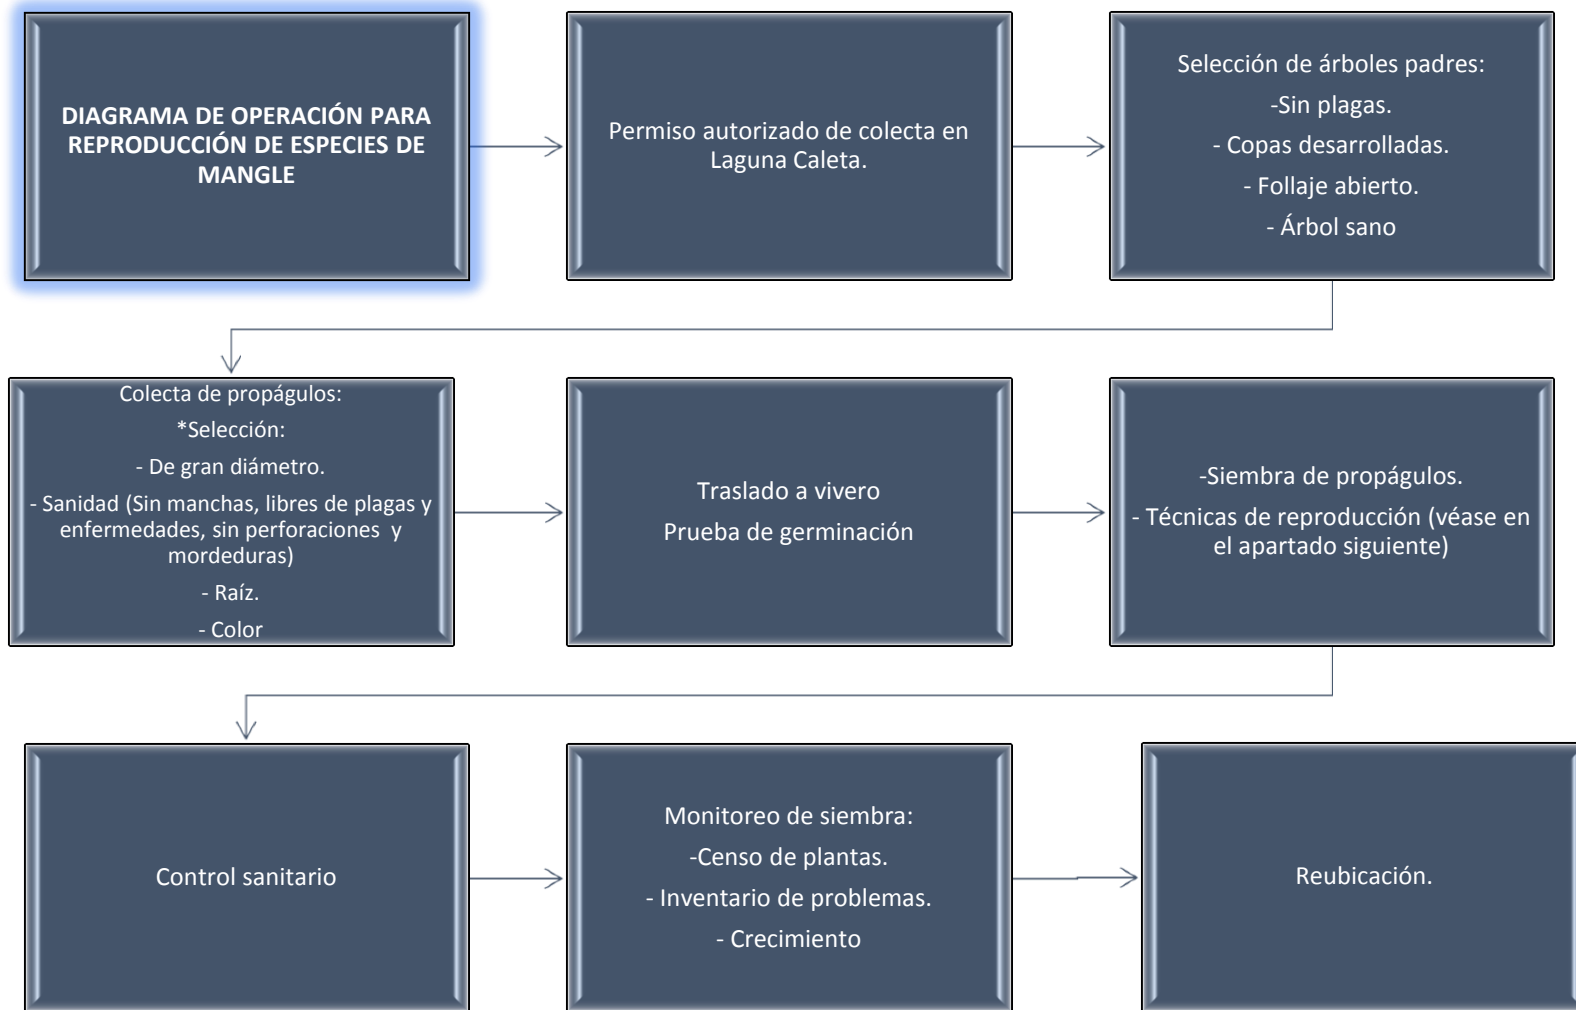 DIAGRAMA DE OPERACIÓN PARA
REPRODUCCIÓN DE ESPECIES DE
MANGLE
Permiso autorizado de colecta en
Laguna Caleta.
Selección de árboles padres:
-Sin plagas.
- Copas desarrolladas.
- Follaje abierto.
- Árbol sano
Colecta de propágulos:
*Selección:
- De gran diámetro.
- Sanidad (Sin manchas, libres de plagas y
enfermedades, sin perforaciones y
mordeduras)
- Raíz.
- Color
Traslado a vivero
Prueba de germinación
-Siembra de propágulos.
- Técnicas de reproducción (véase en
el apartado siguiente)
Control sanitario
Monitoreo de siembra:
-Censo de plantas.
- Inventario de problemas.
- Crecimiento
Reubicación.